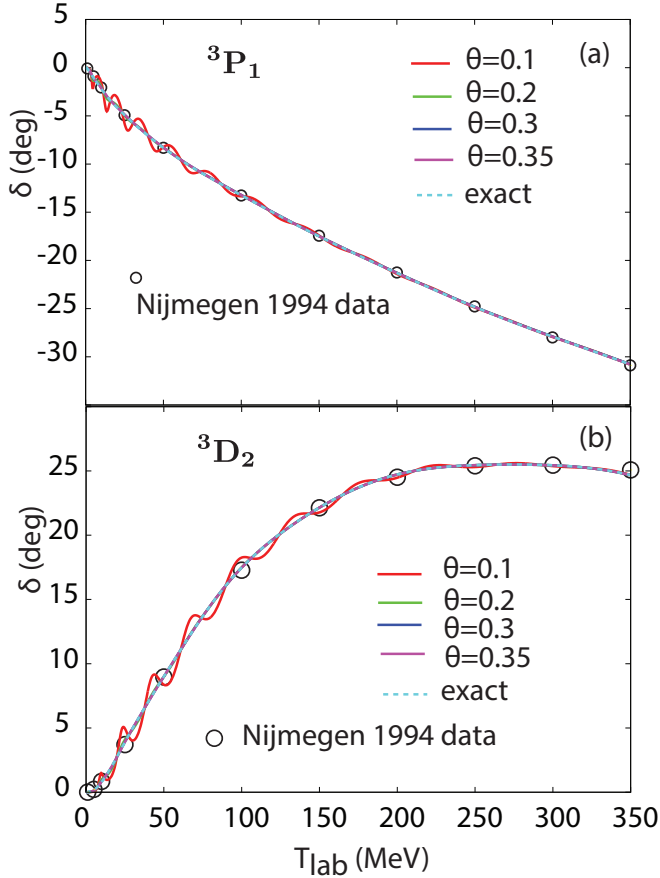 5
0
-5
-10
-15
-20
-25
-30
δ (deg)
³P₁
(a)
θ=0.1
θ=0.2
θ=0.3
θ=0.35
exact
Nijmegen 1994 data
25
20
15
10
5
0
δ (deg)
³D₂
(b)
θ=0.1
θ=0.2
θ=0.3
θ=0.35
exact
Nijmegen 1994 data
0 50 100 150 200 250 300 350
T_lab (MeV)